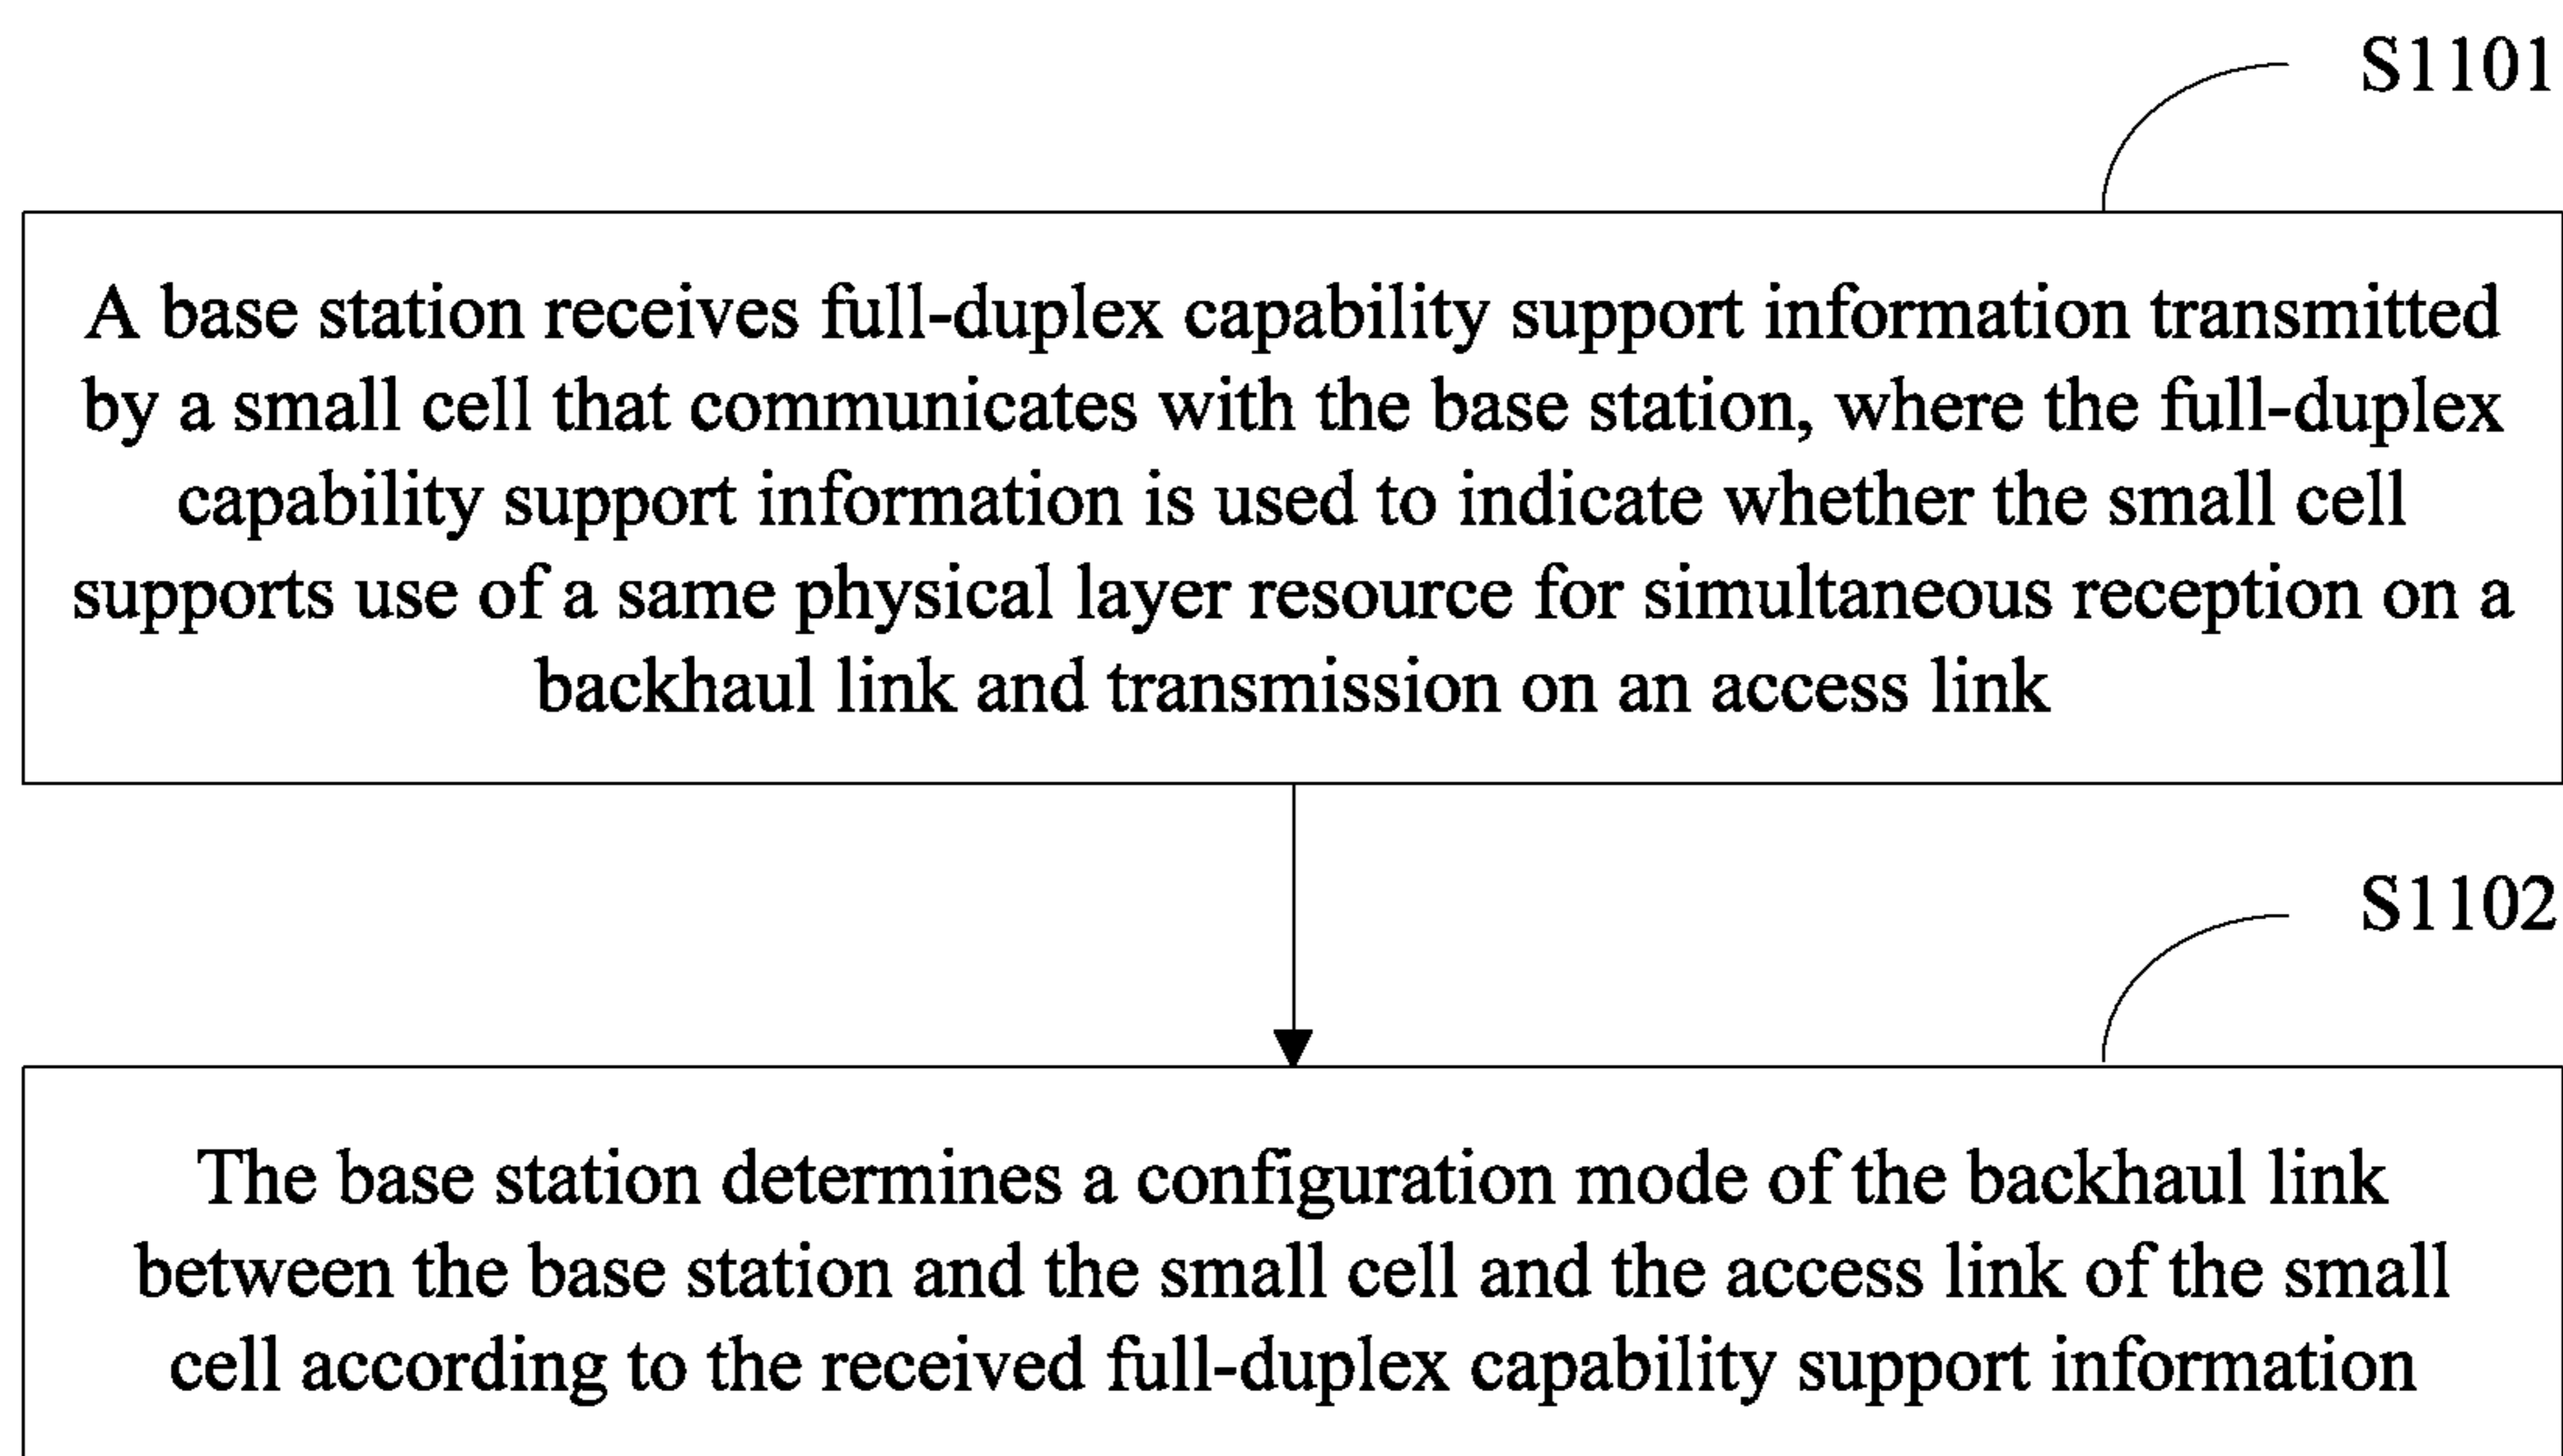 S1101
A base station receives full-duplex capability support information transmitted
by a small cell that communicates with the base station, where the full-duplex
capability support information is used to indicate whether the small cell
supports use of a same physical layer resource for simultaneous reception on a
backhaul link and transmission on an access link
S1102
The base station determines a configuration mode of the backhaul link
between the base station and the small cell and the access link of the small
cell according to the received full-duplex capability support information